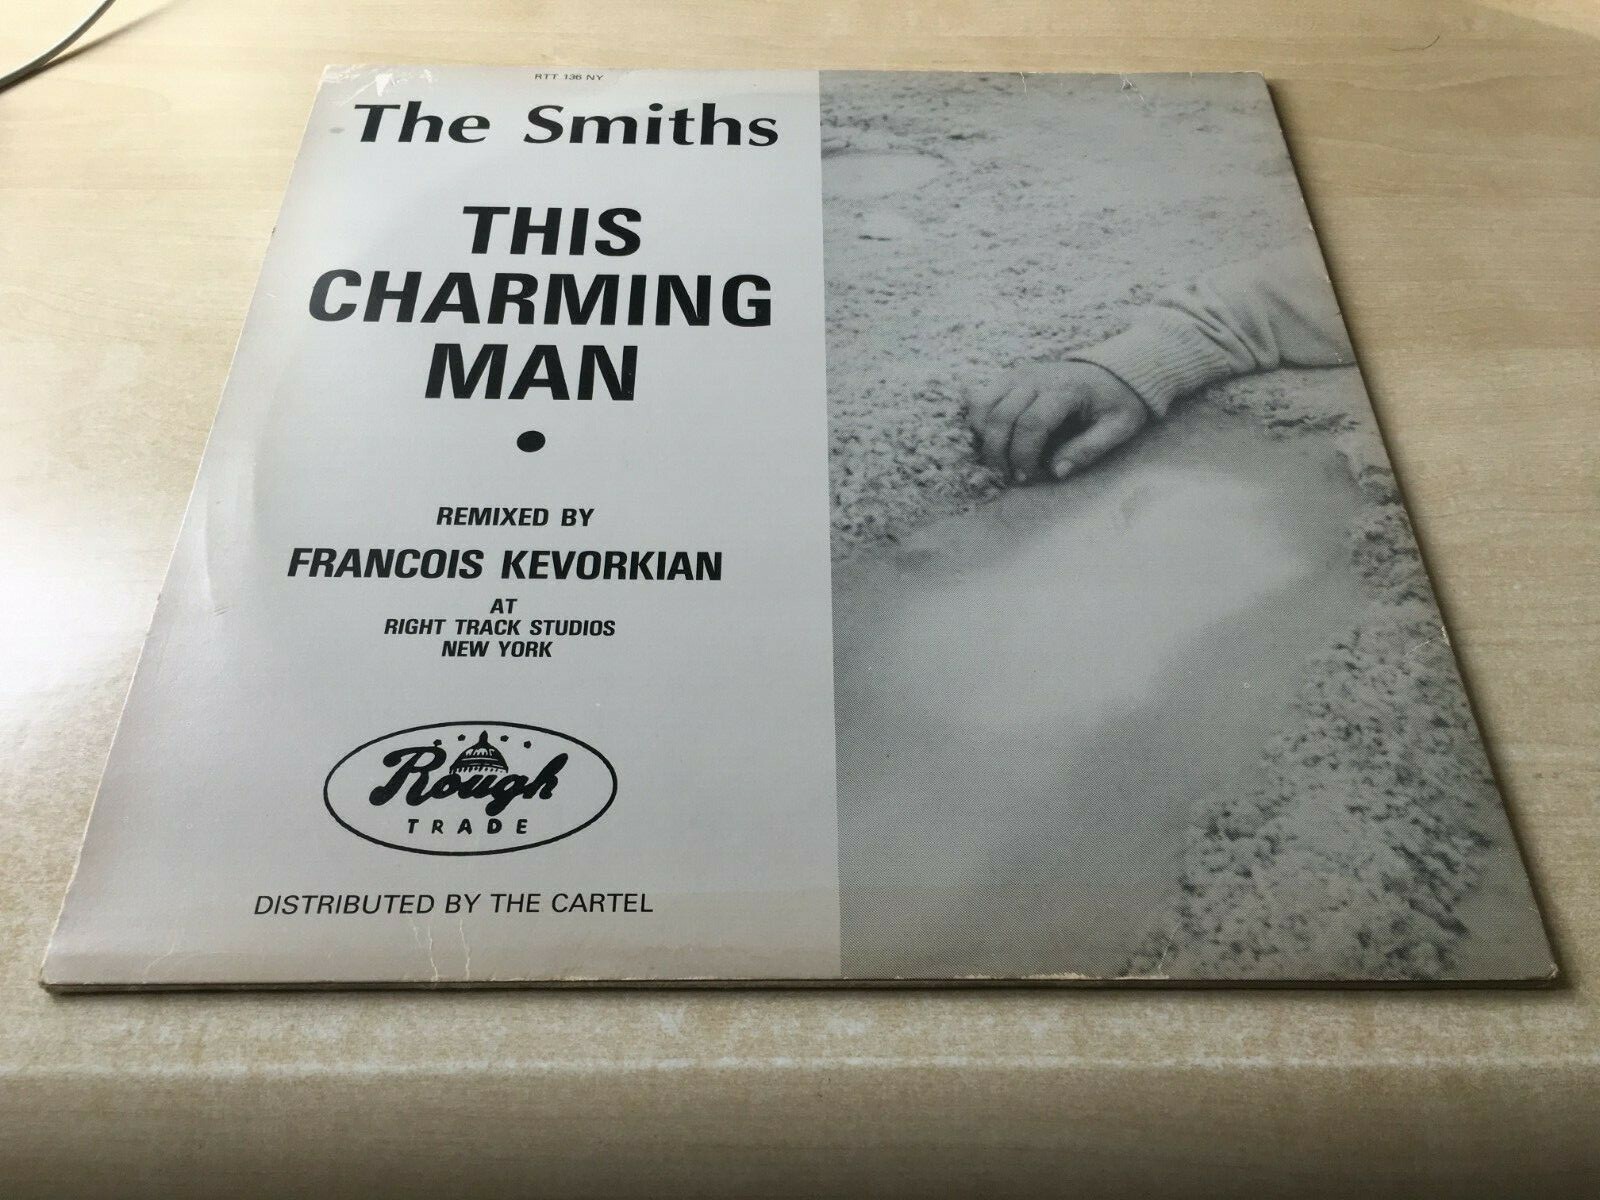 RTT 136 NY
The Smiths
THIS
CHARMING
MAN
•
REMIXED BY
FRANCOIS KEVORKIAN
AT
RIGHT TRACK STUDIOS
NEW YORK
Rough
TRADE
DISTRIBUTED BY THE CARTEL